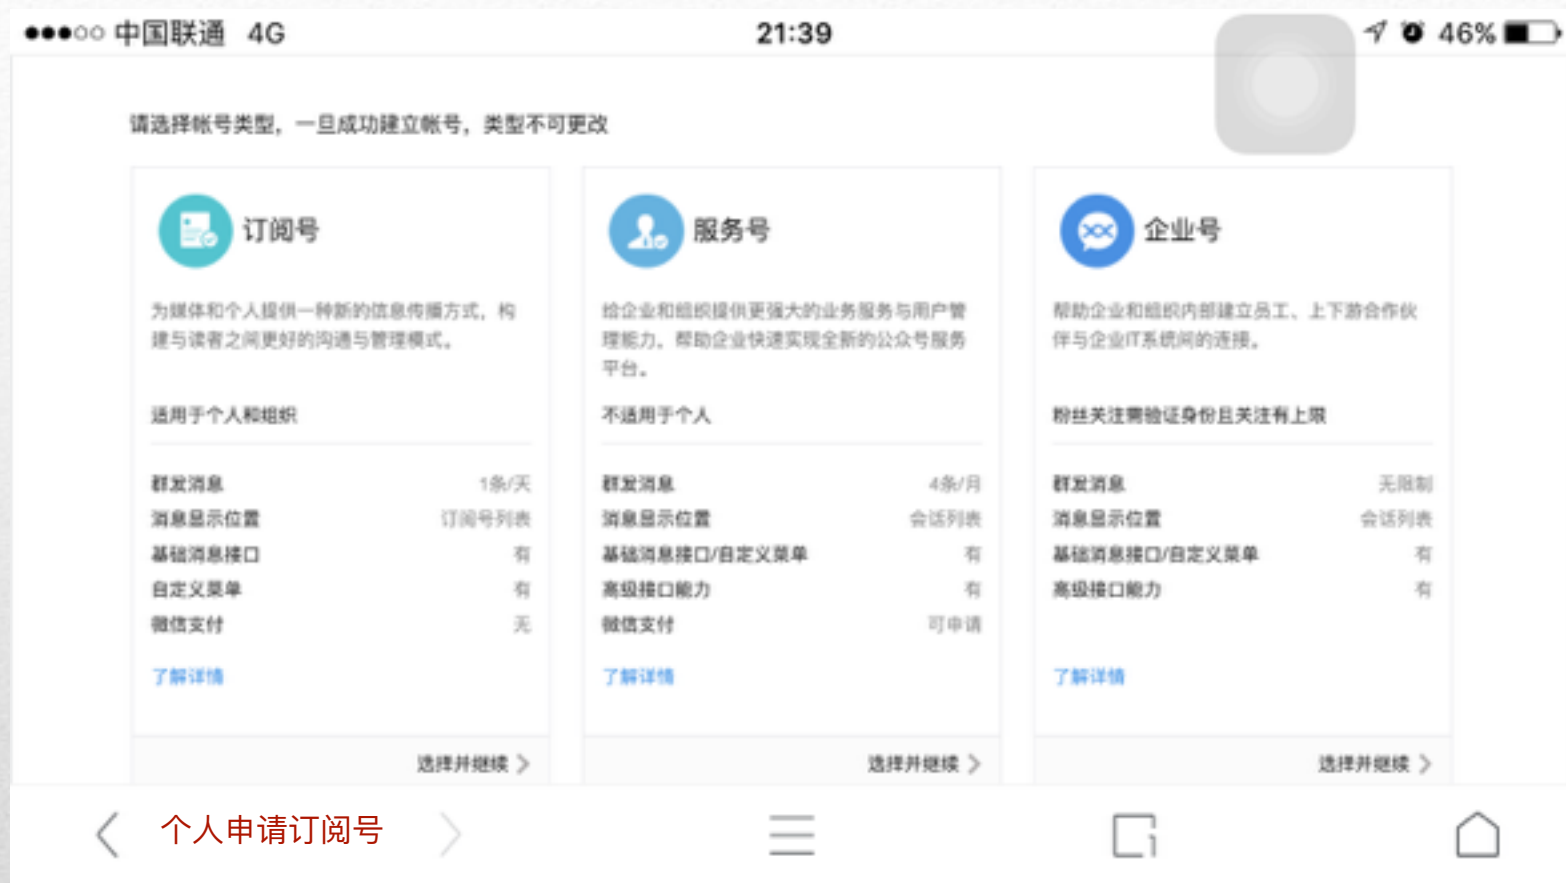 中国联通 4G 21:39 46%
请选择帐号类型，一旦成功建立帐号，类型不可更改
订阅号
为媒体和个人提供一种新的信息传播方式，构
建与读者之间更好的沟通与管理模式。
适用于个人和组织
群发消息 1条/天
消息显示位置 订阅号列表
基础消息接口 有
自定义菜单 有
微信支付 无
了解详情
选择并继续
服务号
给企业和组织提供更强大的业务服务与用户管
理能力，帮助企业快速实现全新的公众号服务
平台。
不适用于个人
群发消息 4条/月
消息显示位置 会话列表
基础消息接口/自定义菜单 有
高级接口能力 有
微信支付 可申请
了解详情
选择并继续
企业号
帮助企业和组织内部建立员工、上下游合作伙
伴与企业IT系统间的连接。
粉丝关注需验证身份且关注有上限
群发消息 无限制
消息显示位置 会话列表
基础消息接口/自定义菜单 有
高级接口能力 有
了解详情
选择并继续
个人申请订阅号
1